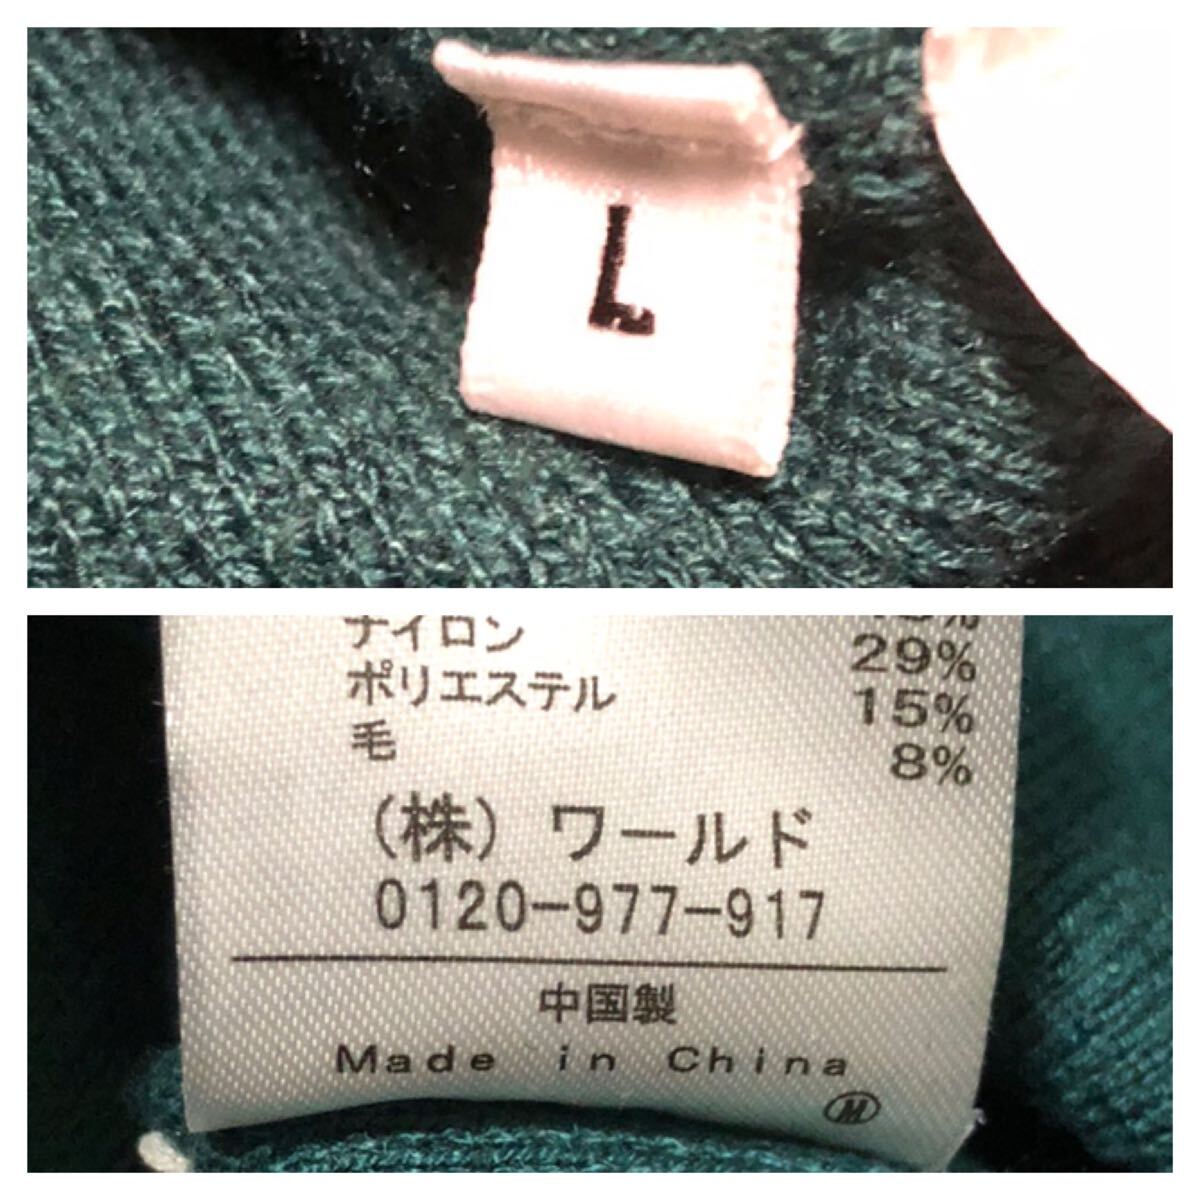 L
ナイロン 29%
ポリエステル 15%
毛 8%
(株) ワールド
0120-977-917
中国製
Made in China
M